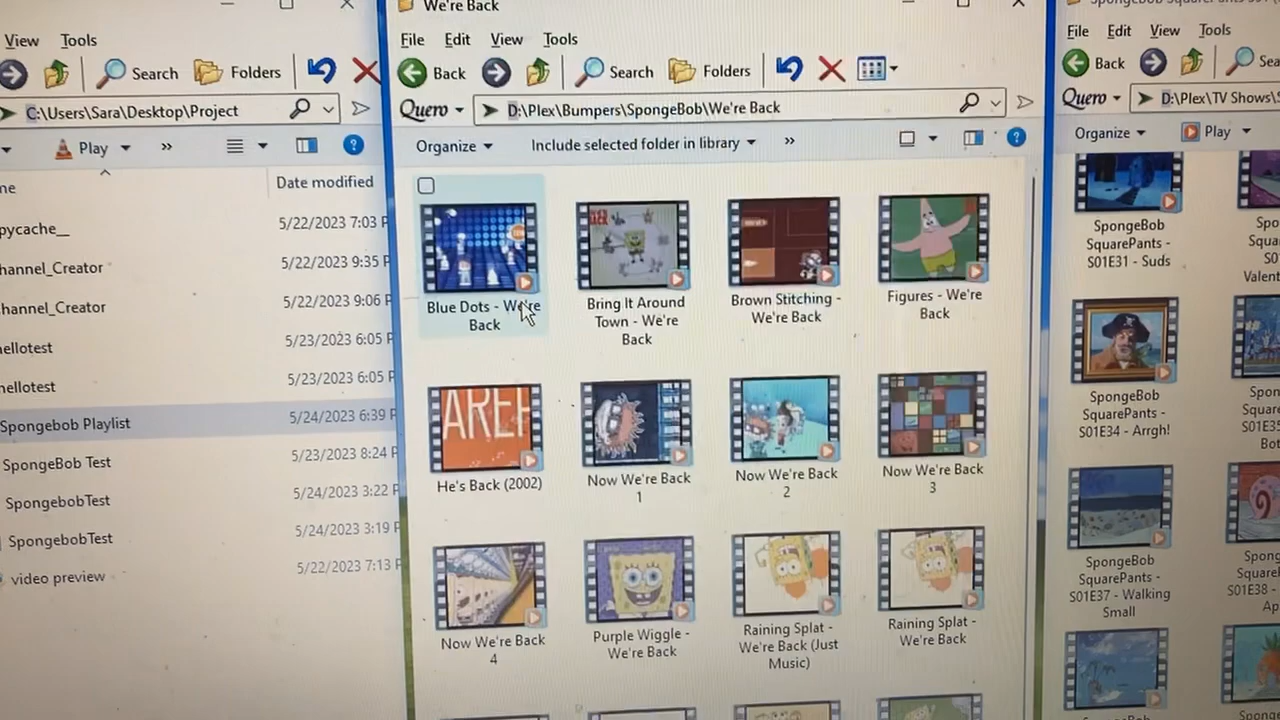 View Tools
Search Folders
C:\Users\Sara\Desktop\Project
Play »
Date modified
5/22/2023 7:03
5/22/2023 9:35
hannel_Creator
5/22/2023 9:06
hannel_Creator
5/23/2023 6:05
ellotest
5/23/2023 6:05
ellotest
5/24/2023 6:39
Spongebob Playlist
5/23/2023 8:24
SpongeBob Test
5/24/2023 3:22
SpongebobTest
5/24/2023 3:19
SpongebobTest
5/22/2023 7:13
video preview
We're Back
File Edit View Tools
Back Search Folders
Quero D:\Plex\Bumpers\SpongeBob\We're Back
Organize Include selected folder in library »
Blue Dots - We're
Back
Bring It Around
Town - We're
Back
Brown Stitching -
We're Back
Figures - We're
Back
AREF
He's Back (2002)
Now We're Back
1
Now We're Back
2
Now We're Back
3
Now We're Back
4
Purple Wiggle -
We're Back
Raining Splat -
We're Back (Just
Music)
Raining Splat -
We're Back
File Edit View Tools
Back
Quero D:\Plex\TV Shows\
Organize Play
SpongeBob
SquarePants -
S01E31 - Suds
SpongeBob
SquarePants -
S01E34 - Arrgh!
SpongeBob
SquarePants -
S01E37 - Walking
Small